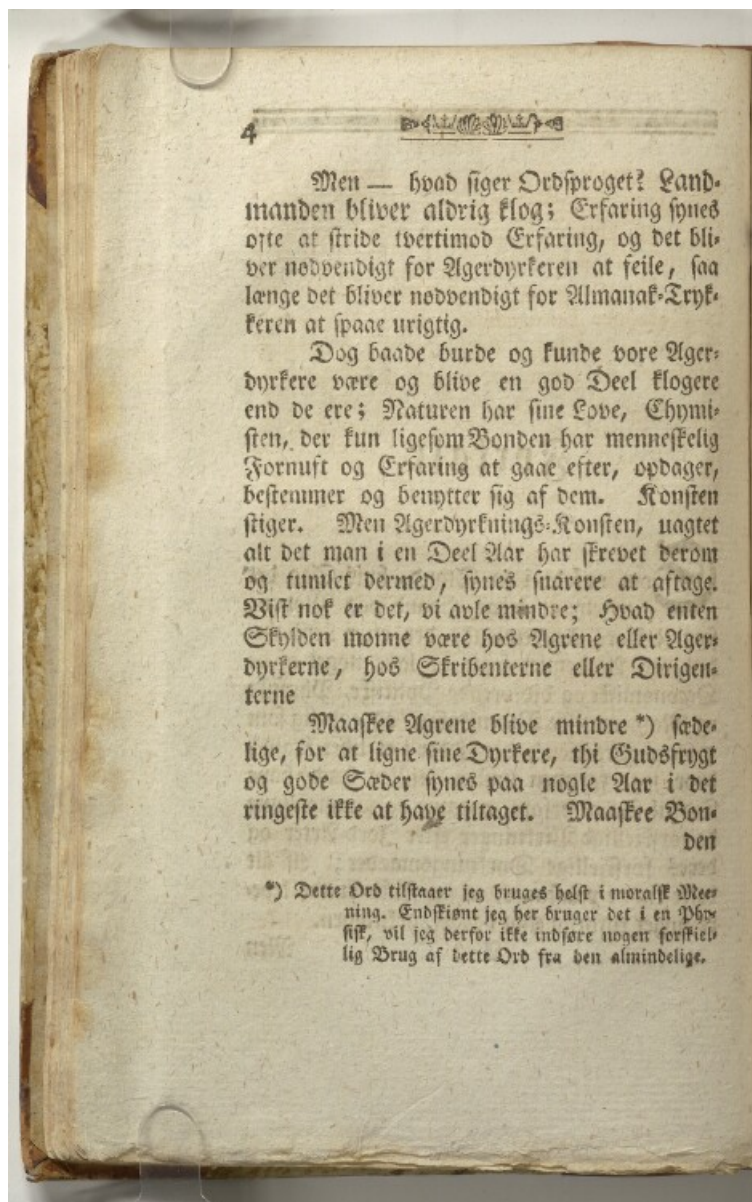 4
Men — hvad siger Ordsproget? Land-
manden bliver aldrig klog; Erfaring synes
ofte at stride tvertimod Erfaring, og det bli-
ver nødvendigt for Agerdyrkeren at feile, saa
længe det bliver nødvendigt for Almanak-Tryk-
keren at spaae urigtig.
Dog baade burde og kunde vore Ager-
dyrkere være og blive en god Deel klogere
end de ere; Naturen har sine Love, Chymi-
sten, der kun ligesom Bonden har menneskelig
Fornuft og Erfaring at gaae efter, opdager,
bestemmer og benytter sig af dem. Konsten
stiger. Men Agerdyrknings-Konsten, uagtet
alt det man i en Deel Aar har skrevet derom
og tumlet dermed, synes snarere at aftage.
Vist nok er det, vi avle mindre; Hvad enten
Skylden monne være hos Agrene eller Ager-
dyrkerne, hos Skribenterne eller Dirigen-
terne
Maaskee Agrene blive mindre *) sæde-
lige, for at ligne sine Dyrkere, thi Gudsfrygt
og gode Sæder synes paa nogle Aar i det
ringeste ikke at have tiltaget. Maaskee Bon-
den
*) Dette Ord tilstaaer jeg bruges helst i moralsk Mee-
ning. Endskiønt jeg her bruger det i en Phy-
sisk, vil jeg derfor ikke indføre nogen forskiel-
lig Brug af dette Ord fra den almindelige.